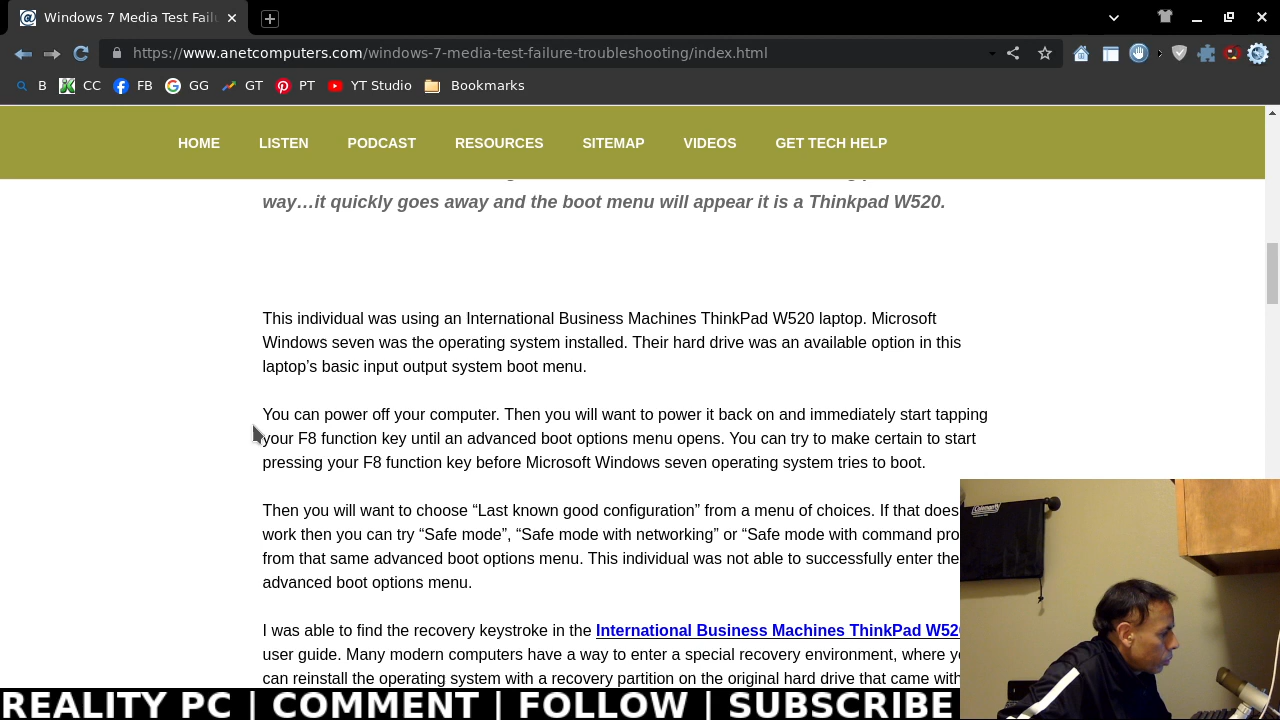 Windows 7 Media Test Failu
https://www.anetcomputers.com/windows-7-media-test-failure-troubleshooting/index.html
B CC FB GG GT PT YT Studio Bookmarks
HOME LISTEN PODCAST RESOURCES SITEMAP VIDEOS GET TECH HELP
way…it quickly goes away and the boot menu will appear it is a Thinkpad W520.
This individual was using an International Business Machines ThinkPad W520 laptop. Microsoft
Windows seven was the operating system installed. Their hard drive was an available option in this
laptop’s basic input output system boot menu.
You can power off your computer. Then you will want to power it back on and immediately start tapping
your F8 function key until an advanced boot options menu opens. You can try to make certain to start
pressing your F8 function key before Microsoft Windows seven operating system tries to boot.
Then you will want to choose “Last known good configuration” from a menu of choices. If that does
work then you can try “Safe mode”, “Safe mode with networking” or “Safe mode with command pro
from that same advanced boot options menu. This individual was not able to successfully enter the
advanced boot options menu.
I was able to find the recovery keystroke in the International Business Machines ThinkPad W520
user guide. Many modern computers have a way to enter a special recovery environment, where y
can reinstall the operating system with a recovery partition on the original hard drive that came with
Coleman
REALITY PC | COMMENT | FOLLOW | SUBSCRIBE